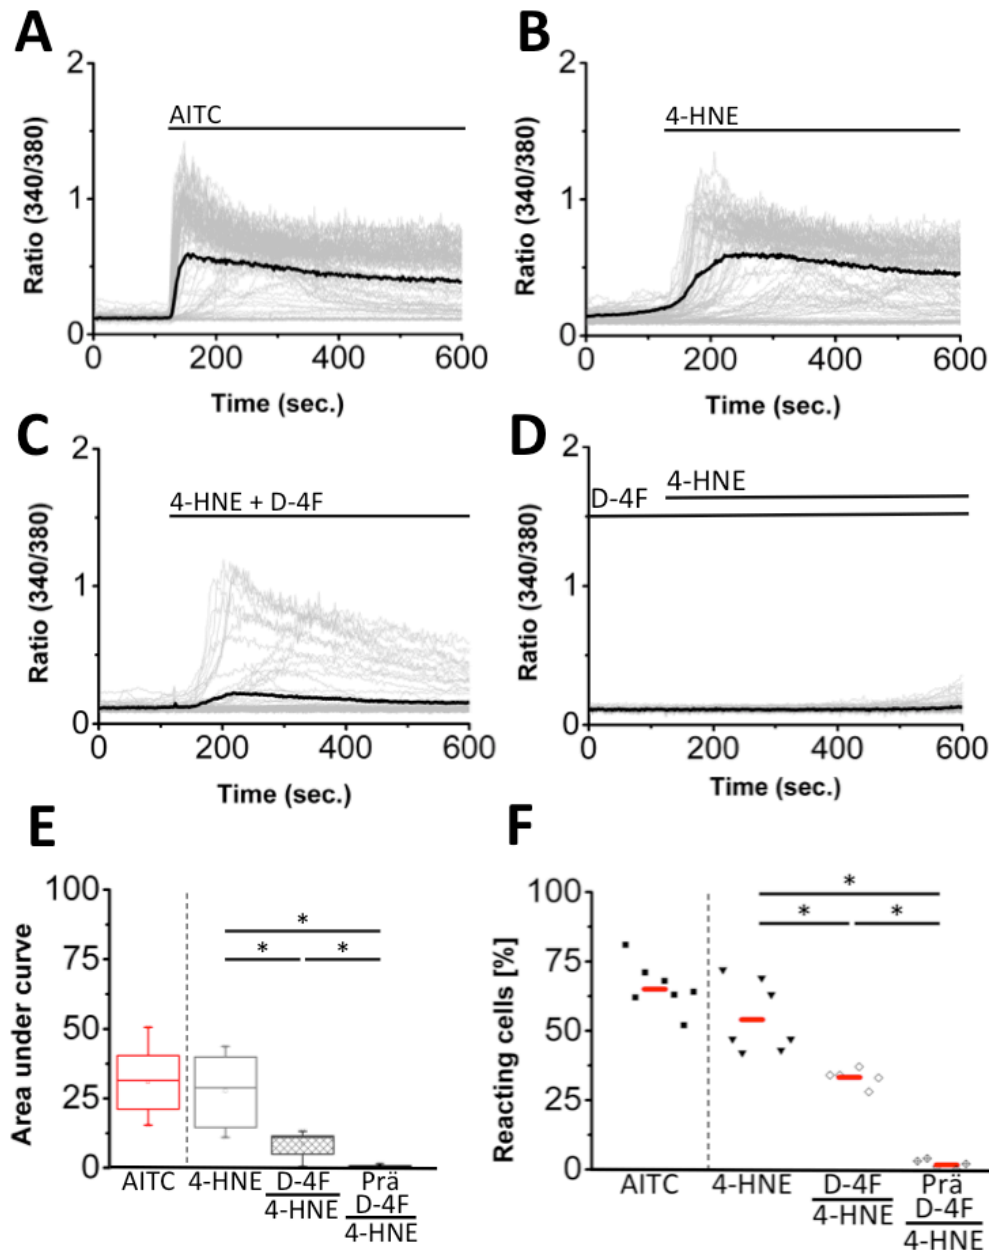 A
2
1
0
Ratio (340/380)
AITC
0 200 400 600
Time (sec.)
B
2
1
0
Ratio (340/380)
4-HNE
0 200 400 600
Time (sec.)
C
2
1
0
Ratio (340/380)
4-HNE + D-4F
0 200 400 600
Time (sec.)
D
2
1
0
Ratio (340/380)
4-HNE
D-4F
0 200 400 600
Time (sec.)
E
100
75
50
25
0
Area under curve
*
* *
AITC 4-HNE D-4F Prä
4-HNE D-4F
4-HNE
F
100
75
50
25
0
Reacting cells [%]
*
* *
AITC 4-HNE D-4F Prä
4-HNE D-4F
4-HNE